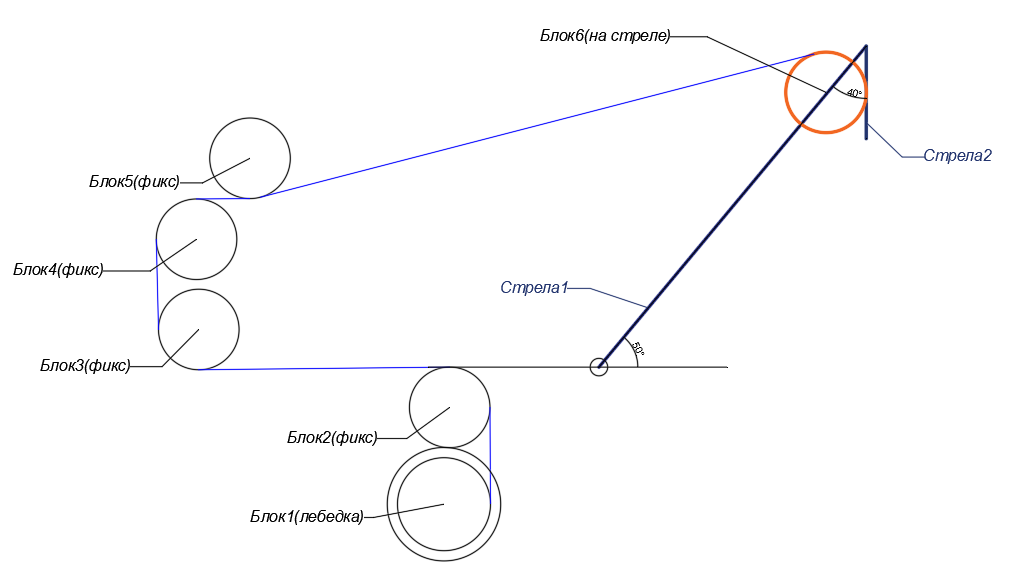 Блок6(на стреле)
40°
Стрела2
Блок5(фикс)
Блок4(фикс)
Стрела1
50°
Блок3(фикс)
Блок2(фикс)
Блок1(лебедка)